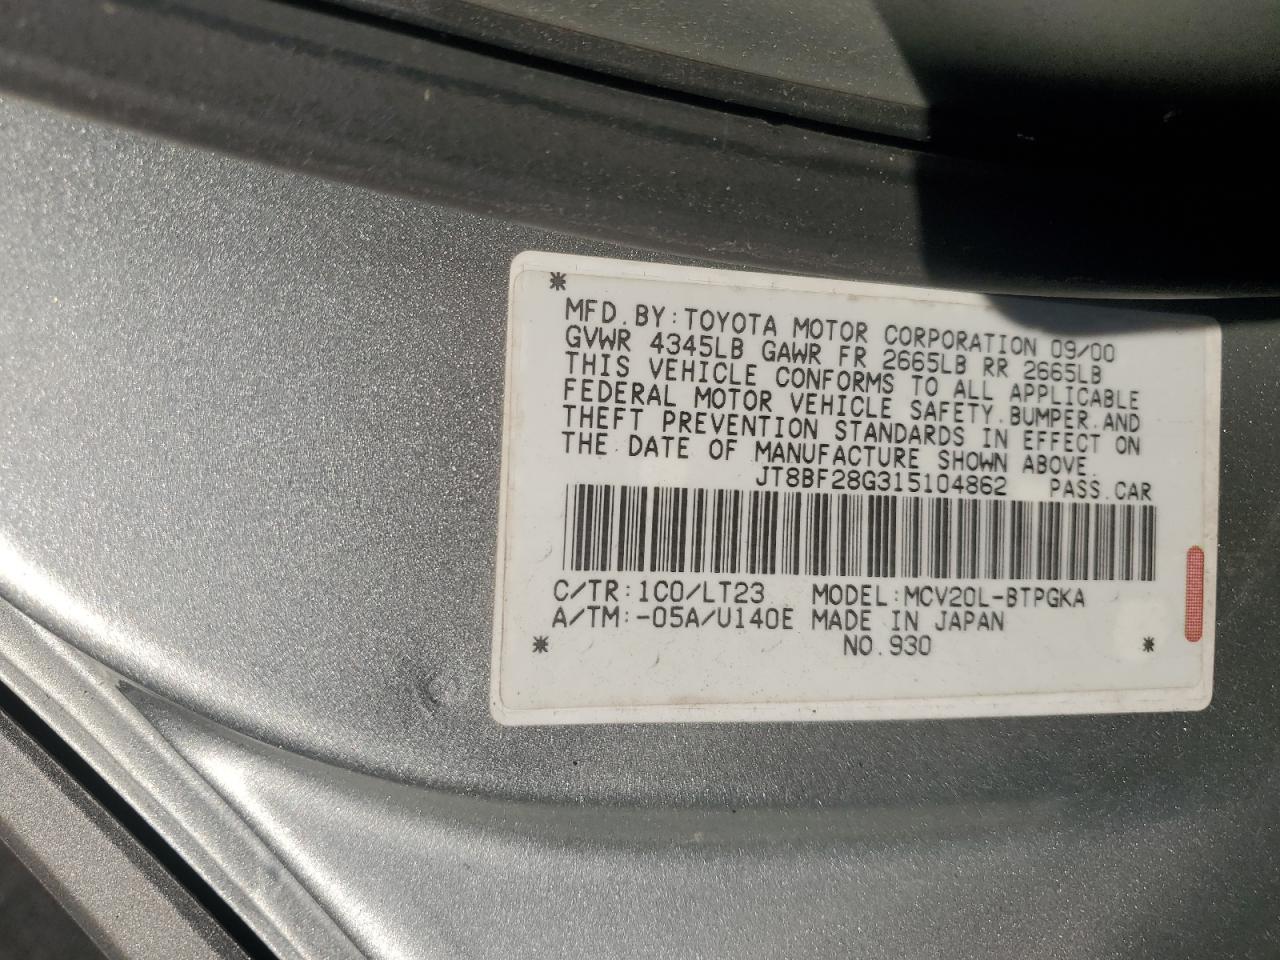 *
MFD.BY:TOYOTA MOTOR CORPORATION 09/00
GVWR 4345LB GAWR FR 2665LB RR 2665LB
THIS VEHICLE CONFORMS TO ALL APPLICABLE
FEDERAL MOTOR VEHICLE SAFETY.BUMPER.AND
THEFT PREVENTION STANDARDS IN EFFECT ON
THE DATE OF MANUFACTURE SHOWN ABOVE.
JT8BF28G315104862 PASS.CAR
C/TR:1C0/LT23 MODEL:MCV20L-BTPGKA
A/TM:-05A/U140E MADE IN JAPAN
* NO.930 *